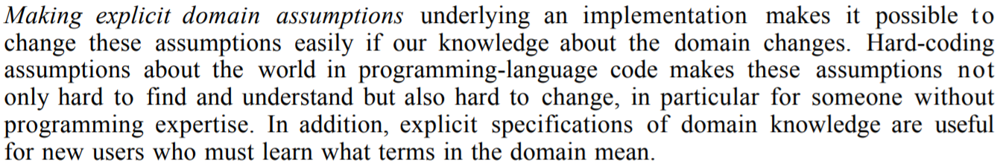 Making explicit domain assumptions underlying an implementation makes it possible to
change these assumptions easily if our knowledge about the domain changes. Hard-coding
assumptions about the world in programming-language code makes these assumptions not
only hard to find and understand but also hard to change, in particular for someone without
programming expertise. In addition, explicit specifications of domain knowledge are useful
for new users who must learn what terms in the domain mean.